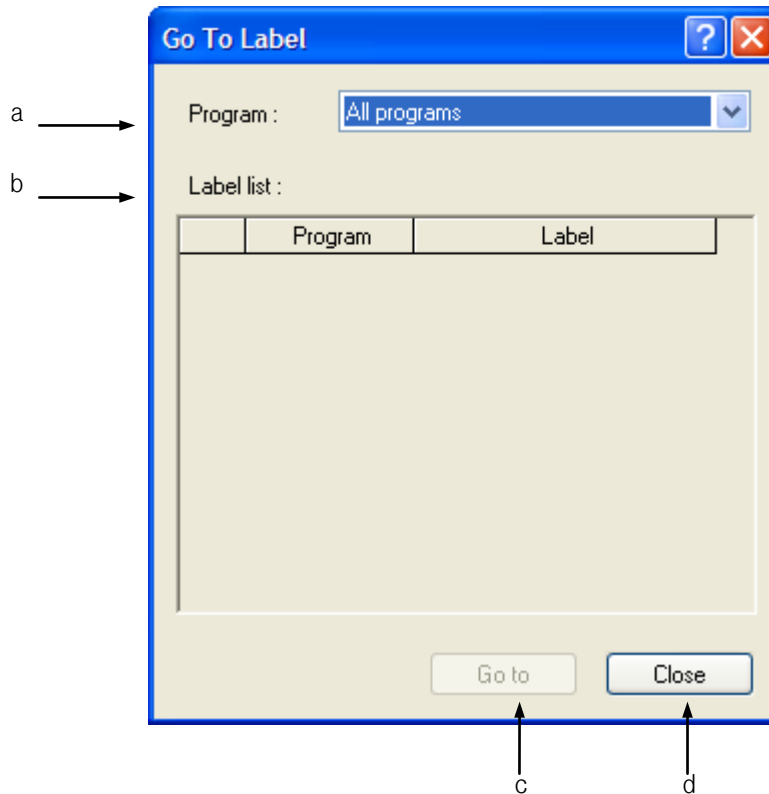 Go To Label
a
Program :
All programs
b
Label list :
Program
Label
Go to
Close
c
d